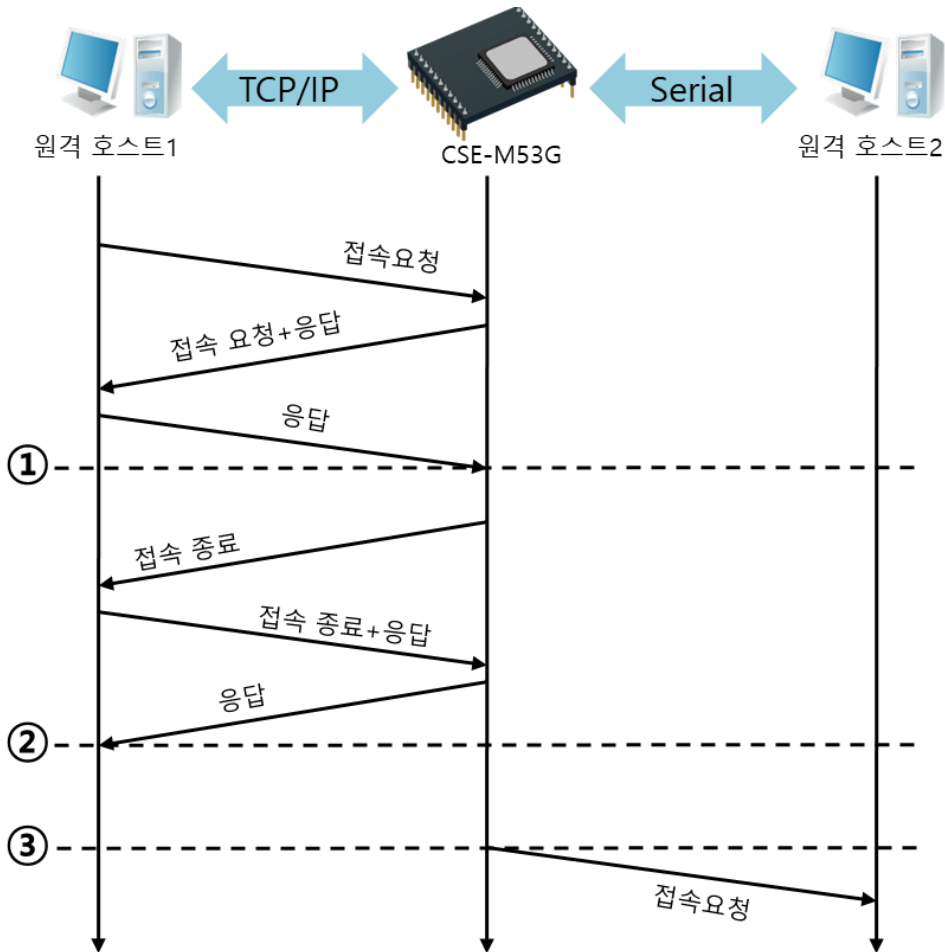 TCP/IP
Serial
원격 호스트1
CSE-M53G
원격 호스트2
접속요청
접속 요청+응답
응답
①
접속 종료
접속 종료+응답
응답
②
③
접속요청